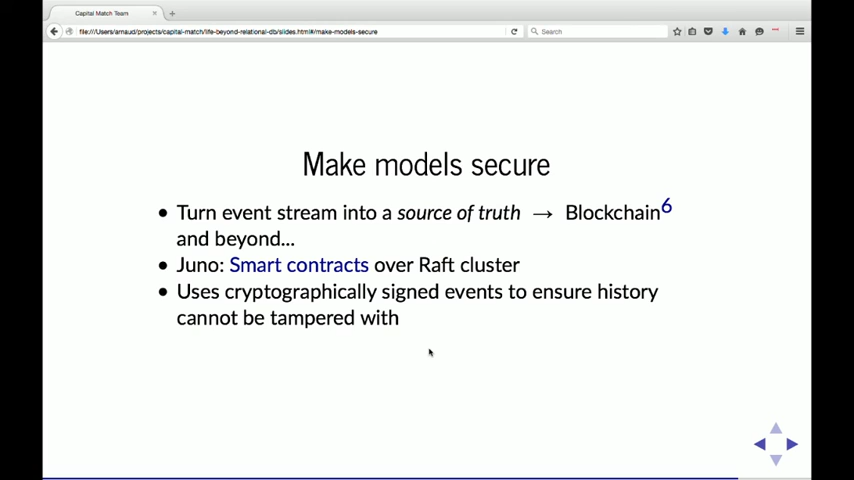 Capital Match Team
file:///Users/arnaud/projects/capital-match/life-beyond-relational-db/slides.html#/make-models-secure
Search
Make models secure
• Turn event stream into a source of truth → Blockchain6
and beyond...
• Juno: Smart contracts over Raft cluster
• Uses cryptographically signed events to ensure history
cannot be tampered with